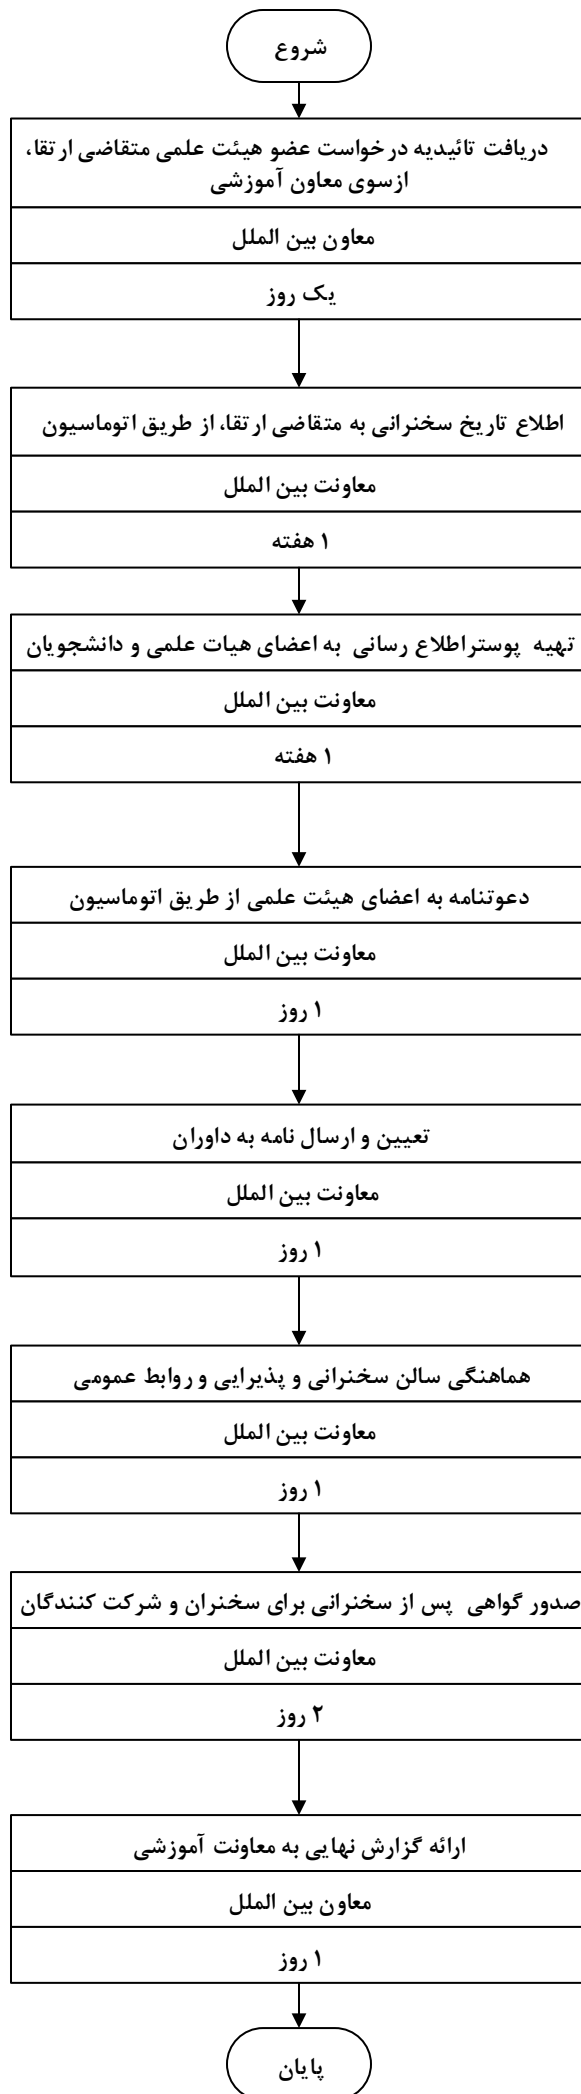 شروع
دریافت تائیدیه درخواست عضو هیئت علمی متقاضی ارتقا،
ازسوی معاون آموزشی
معاون بین الملل
یک روز
اطلاع تاریخ سخنرانی به متقاضی ارتقا، از طریق اتوماسیون
معاونت بین الملل
۱ هفته
تهیه پوستراطلاع رسانی به اعضای هیات علمی و دانشجویان
معاونت بین الملل
۱ هفته
دعوتنامه به اعضای هیئت علمی از طریق اتوماسیون
معاونت بین الملل
۱ روز
تعیین و ارسال نامه به داوران
معاونت بین الملل
۱ روز
هماهنگی سالن سخنرانی و پذیرایی و روابط عمومی
معاونت بین الملل
۱ روز
صدور گواهی پس از سخنرانی برای سخنران و شرکت کنندگان
معاونت بین الملل
۲ روز
ارائه گزارش نهایی به معاونت آموزشی
معاون بین الملل
۱ روز
پایان